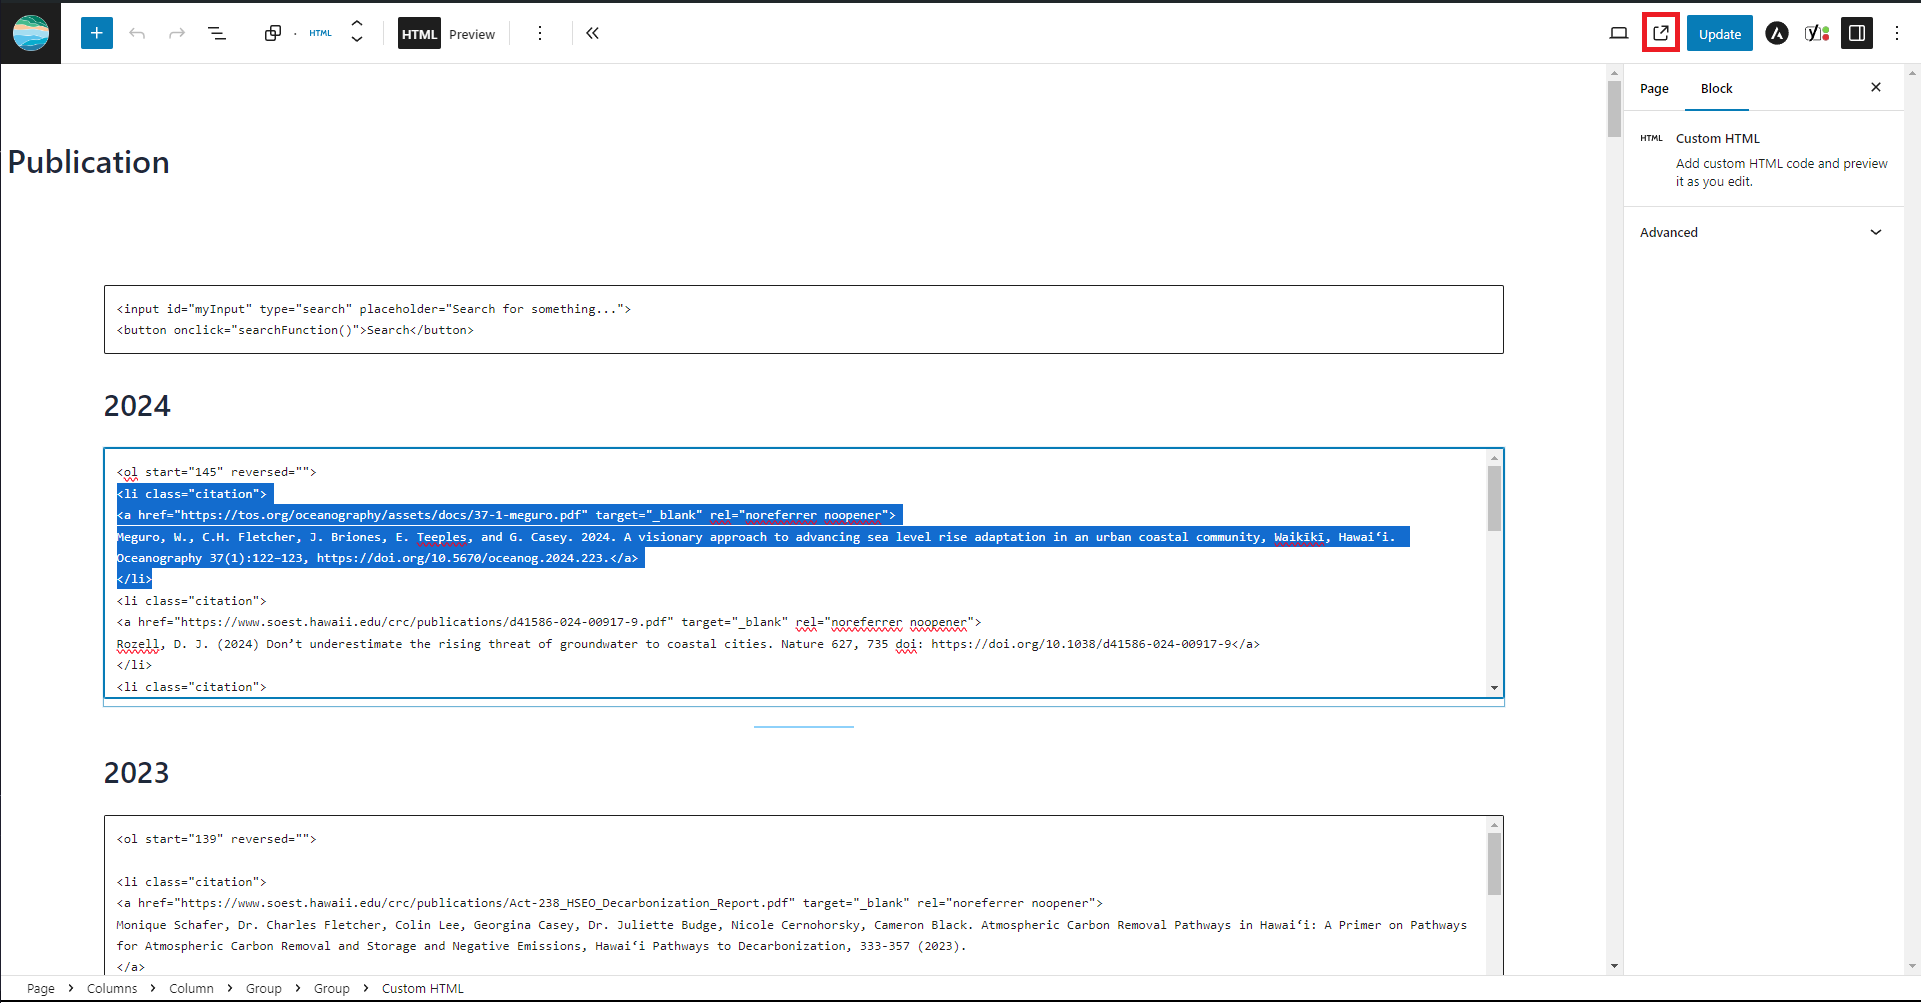 HTML
HTML Preview
Update
Page Block
HTML Custom HTML
Add custom HTML code and preview
it as you edit.
Advanced
Publication
<input id="myInput" type="search" placeholder="Search for something...">
<button onclick="searchFunction()">Search</button>
2024
<ol start="145" reversed="">
<li class="citation">
<a href="https://tos.org/oceanography/assets/docs/37-1-meguro.pdf" target="_blank" rel="noreferrer noopener">
Meguro, W., C.H. Fletcher, J. Briones, E. Teeples, and G. Casey. 2024. A visionary approach to advancing sea level rise adaptation in an urban coastal community, Waikīkī, Hawaiʻi.
Oceanography 37(1):122–123, https://doi.org/10.5670/oceanog.2024.223.</a>
</li>
<li class="citation">
<a href="https://www.soest.hawaii.edu/crc/publications/d41586-024-00917-9.pdf" target="_blank" rel="noreferrer noopener">
Rozell, D. J. (2024) Don’t underestimate the rising threat of groundwater to coastal cities. Nature 627, 735 doi: https://doi.org/10.1038/d41586-024-00917-9</a>
</li>
<li class="citation">
2023
<ol start="139" reversed="">
<li class="citation">
<a href="https://www.soest.hawaii.edu/crc/publications/Act-238_HSEO_Decarbonization_Report.pdf" target="_blank" rel="noreferrer noopener">
Monique Schafer, Dr. Charles Fletcher, Colin Lee, Georgina Casey, Dr. Juliette Budge, Nicole Cernohorsky, Cameron Black. Atmospheric Carbon Removal Pathways in Hawaiʻi: A Primer on Pathways
for Atmospheric Carbon Removal and Storage and Negative Emissions, Hawaiʻi Pathways to Decarbonization, 333-357 (2023).
</a>
Page > Columns > Column > Group > Group > Custom HTML